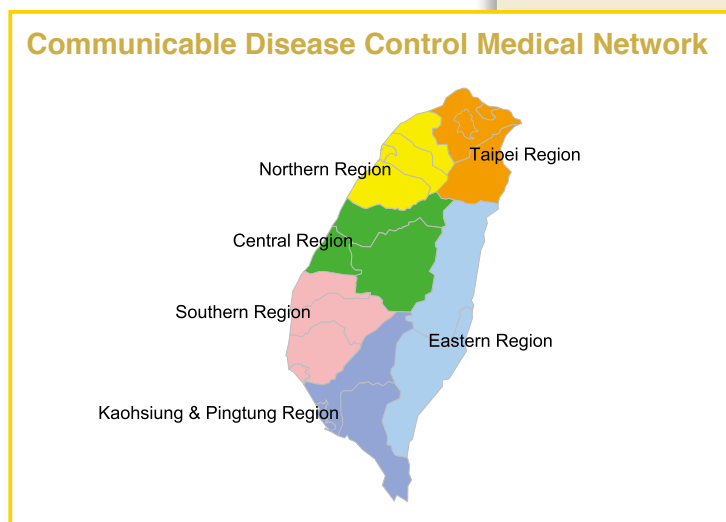 Communicable Disease Control Medical Network
Taipei Region
Northern Region
Central Region
Southern Region
Eastern Region
Kaohsiung & Pingtung Region